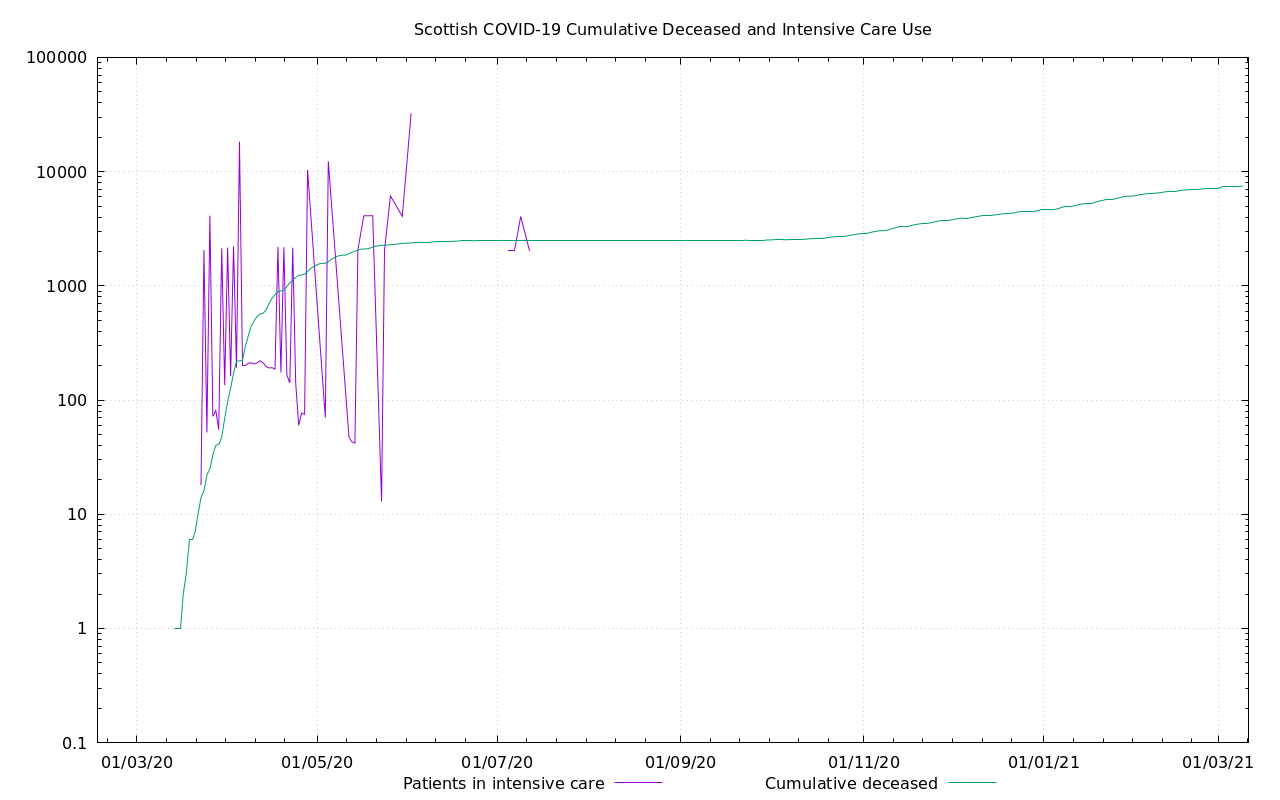 Scottish COVID-19 Cumulative Deceased and Intensive Care Use
100000
10000
1000
100
10
1
0.1
01/03/20 01/05/20 01/07/20 01/09/20 01/11/20 01/01/21 01/03/21
Patients in intensive care Cumulative deceased